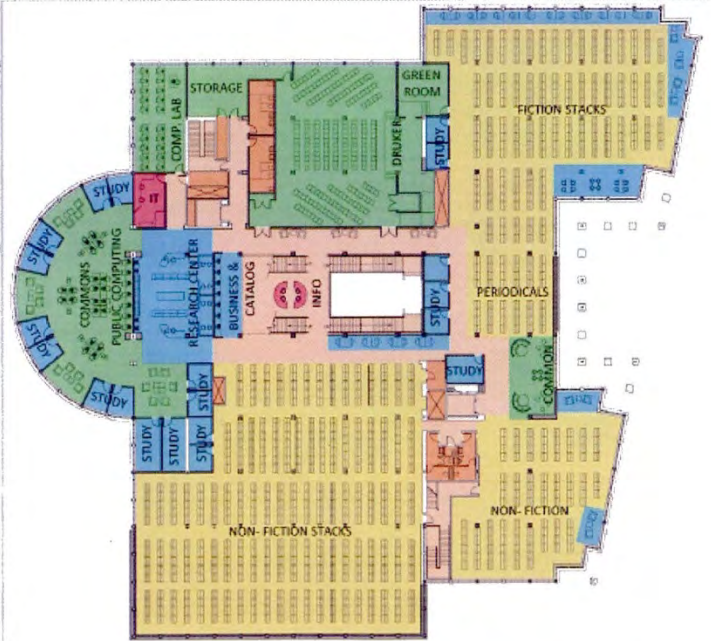 STORAGE
GREEN
ROOM
FICTION STACKS
COMP. LAB
DRUKER
STUDY
STUDY
IT
STUDY
COMMONS
PUBLIC COMPUTING
RESEARCH CENTER
BUSINESS &
CATALOG
INFO
STUDY
PERIODICALS
STUDY
STUDY
STUDY
STUDY
COMMON
STUDY
STUDY
STUDY
STUDY
NON-FICTION STACKS
NON-FICTION